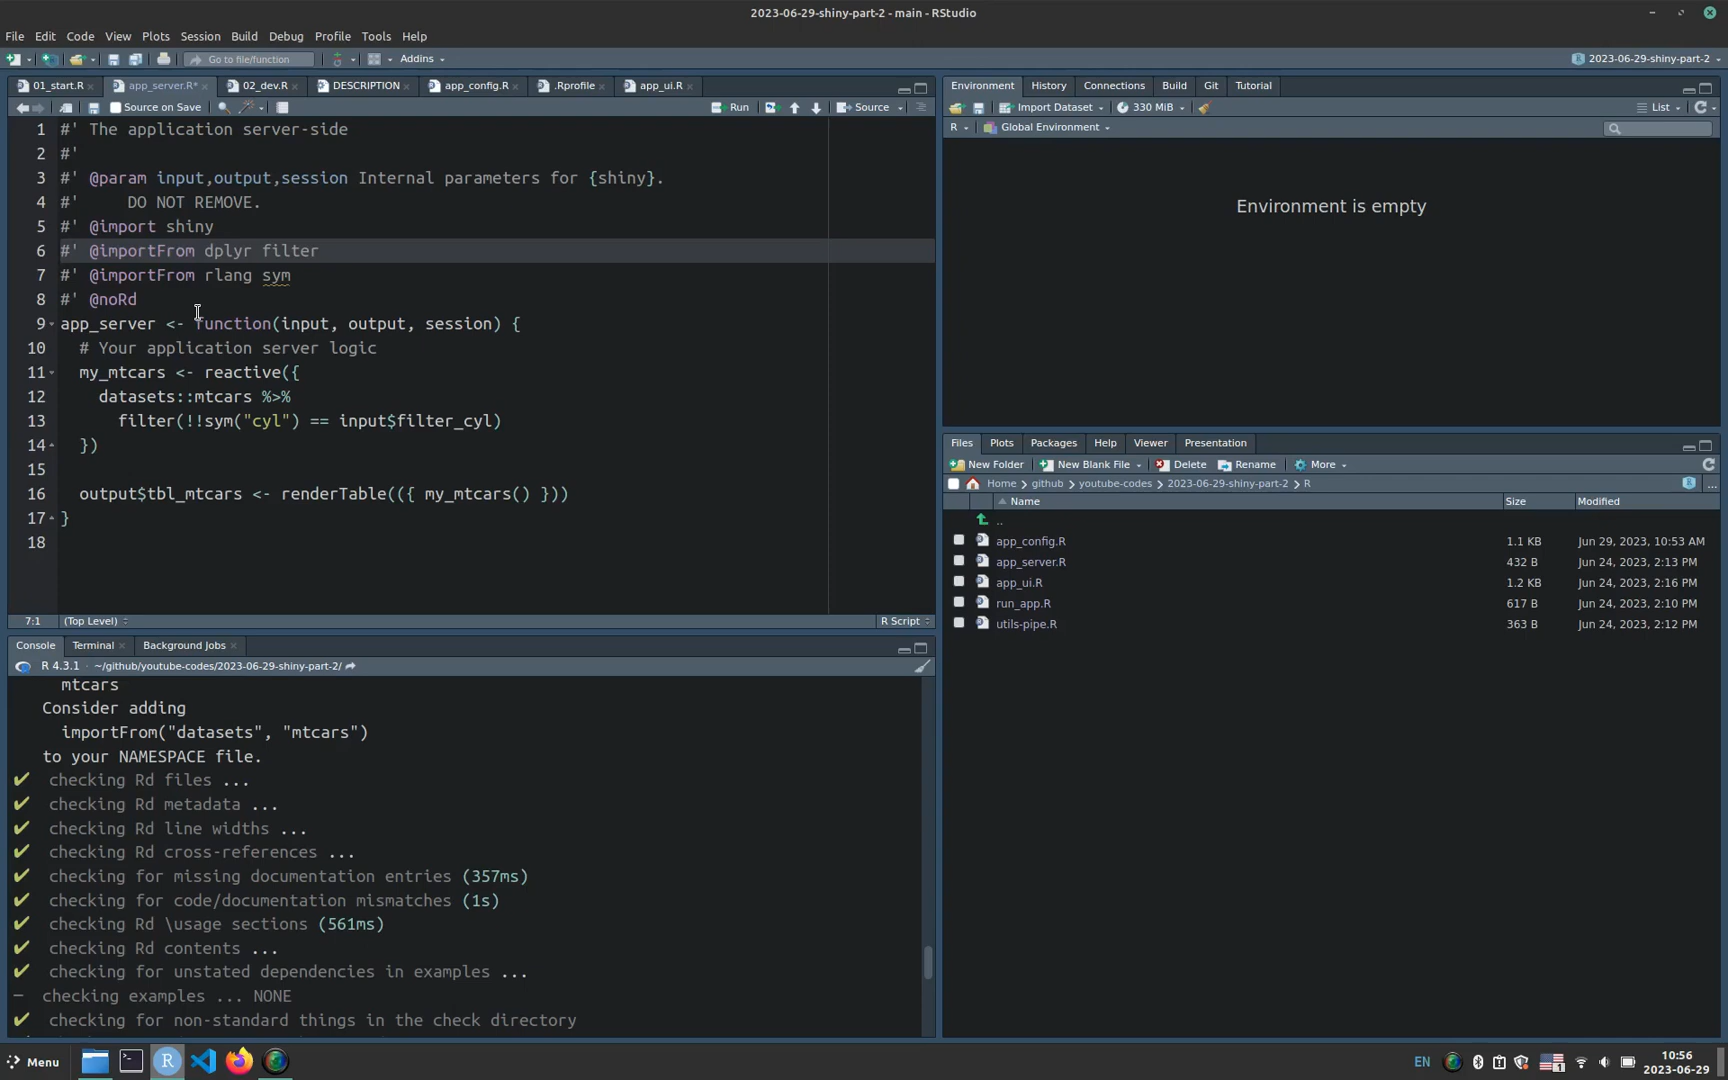 2023-06-29-shiny-part-2 - main - RStudio
File Edit Code View Plots Session Build Debug Profile Tools Help
Go to file/function Addins 2023-06-29-shiny-part-2
01_start.R app_server.R* 02_dev.R DESCRIPTION app_config.R .Rprofile app_ui.R
Source on Save Run Source
1 #' The application server-side
2 #'
3 #' @param input,output,session Internal parameters for {shiny}.
4 #'     DO NOT REMOVE.
5 #' @import shiny
6 #' @importFrom dplyr filter
7 #' @importFrom rlang sym
8 #' @noRd
9 app_server <- function(input, output, session) {
10   # Your application server logic
11   my_mtcars <- reactive({
12     datasets::mtcars %>%
13       filter(!!sym("cyl") == input$filter_cyl)
14   })
15
16   output$tbl_mtcars <- renderTable(({ my_mtcars() }))
17 }
18
7:1 (Top Level) R Script
Console Terminal Background Jobs
R 4.3.1 · ~/github/youtube-codes/2023-06-29-shiny-part-2/
mtcars
Consider adding
importFrom("datasets", "mtcars")
to your NAMESPACE file.
✔ checking Rd files ...
✔ checking Rd metadata ...
✔ checking Rd line widths ...
✔ checking Rd cross-references ...
✔ checking for missing documentation entries (357ms)
✔ checking for code/documentation mismatches (1s)
✔ checking Rd \usage sections (561ms)
✔ checking Rd contents ...
✔ checking for unstated dependencies in examples ...
─ checking examples ... NONE
✔ checking for non-standard things in the check directory
Environment History Connections Build Git Tutorial
Import Dataset 330 MiB List
R Global Environment
Environment is empty
Files Plots Packages Help Viewer Presentation
New Folder New Blank File Delete Rename More
Home github youtube-codes 2023-06-29-shiny-part-2 R ...
Name Size Modified
..
app_config.R 1.1 KB Jun 29, 2023, 10:53 AM
app_server.R 432 B Jun 24, 2023, 2:13 PM
app_ui.R 1.2 KB Jun 24, 2023, 2:16 PM
run_app.R 617 B Jun 24, 2023, 2:10 PM
utils-pipe.R 363 B Jun 24, 2023, 2:12 PM
Menu R EN 1 10:56
2023-06-29